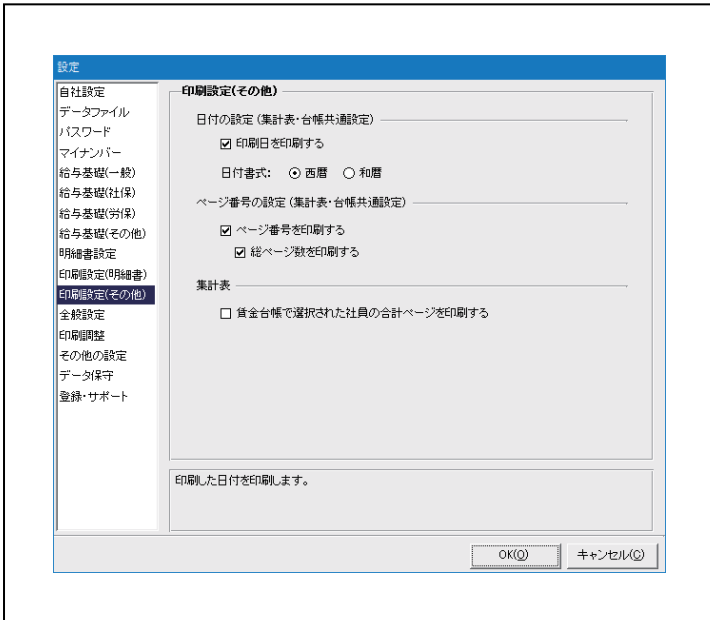 設定
自社設定
データファイル
パスワード
マイナンバー
給与基礎(一般)
給与基礎(社保)
給与基礎(労保)
給与基礎(その他)
明細書設定
印刷設定(明細書)
印刷設定(その他)
全般設定
印刷調整
その他の設定
データ保守
登録・サポート
印刷設定(その他)
日付の設定(集計表・台帳共通設定)
印刷日を印刷する
日付書式: 西暦 和暦
ページ番号の設定(集計表・台帳共通設定)
ページ番号を印刷する
総ページ数を印刷する
集計表
賃金台帳で選択された社員の合計ページを印刷する
印刷した日付を印刷します。
OK(O) キャンセル(C)